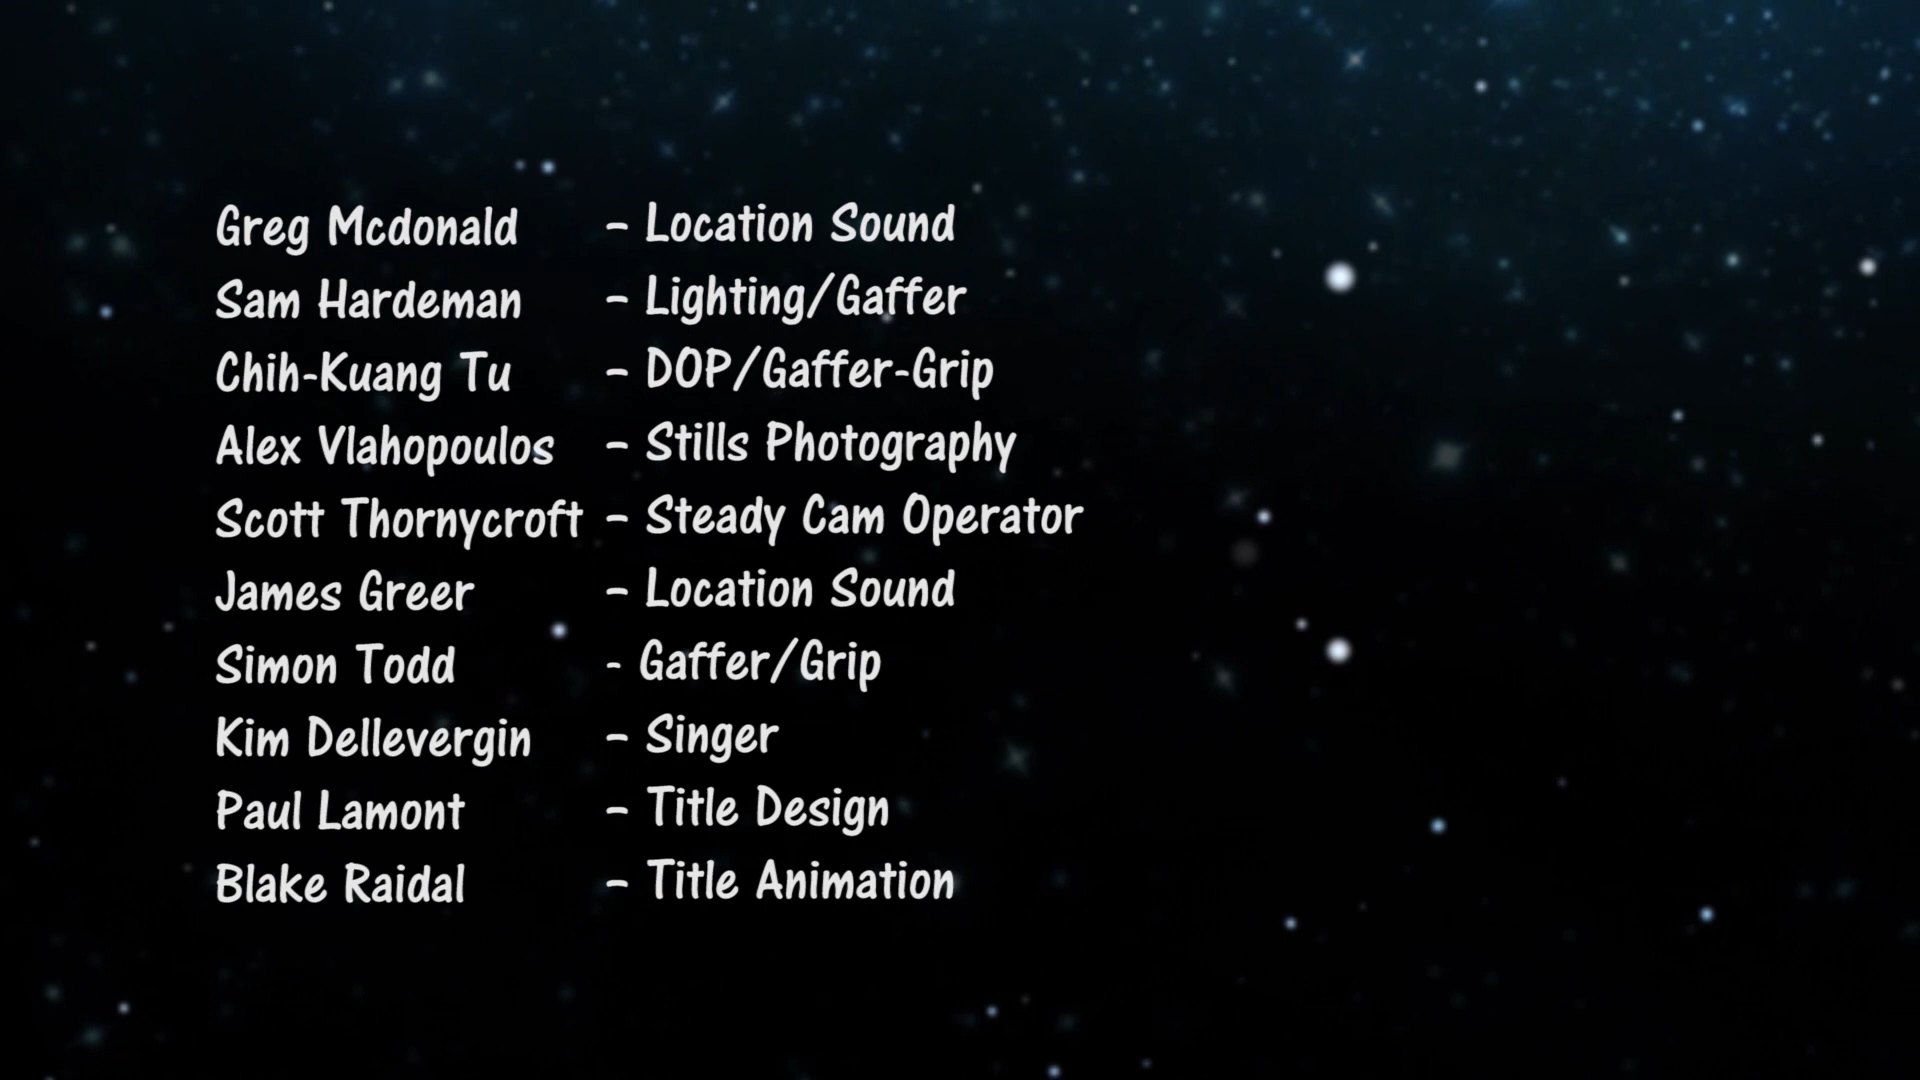 Greg Mcdonald - Location Sound
Sam Hardeman - Lighting/Gaffer
Chih-Kuang Tu - DOP/Gaffer-Grip
Alex Vlahopoulos - Stills Photography
Scott Thornycroft - Steady Cam Operator
James Greer - Location Sound
Simon Todd - Gaffer/Grip
Kim Dellevergin - Singer
Paul Lamont - Title Design
Blake Raidal - Title Animation